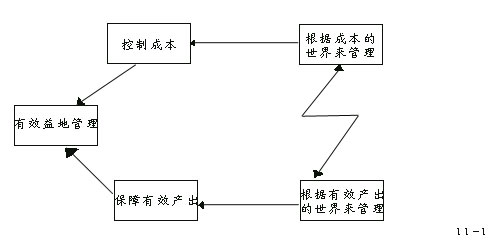 控制成本
根据成本的
世界来管理
有效益地管理
保障有效产出
根据有效产出
的世界来管理
11-1